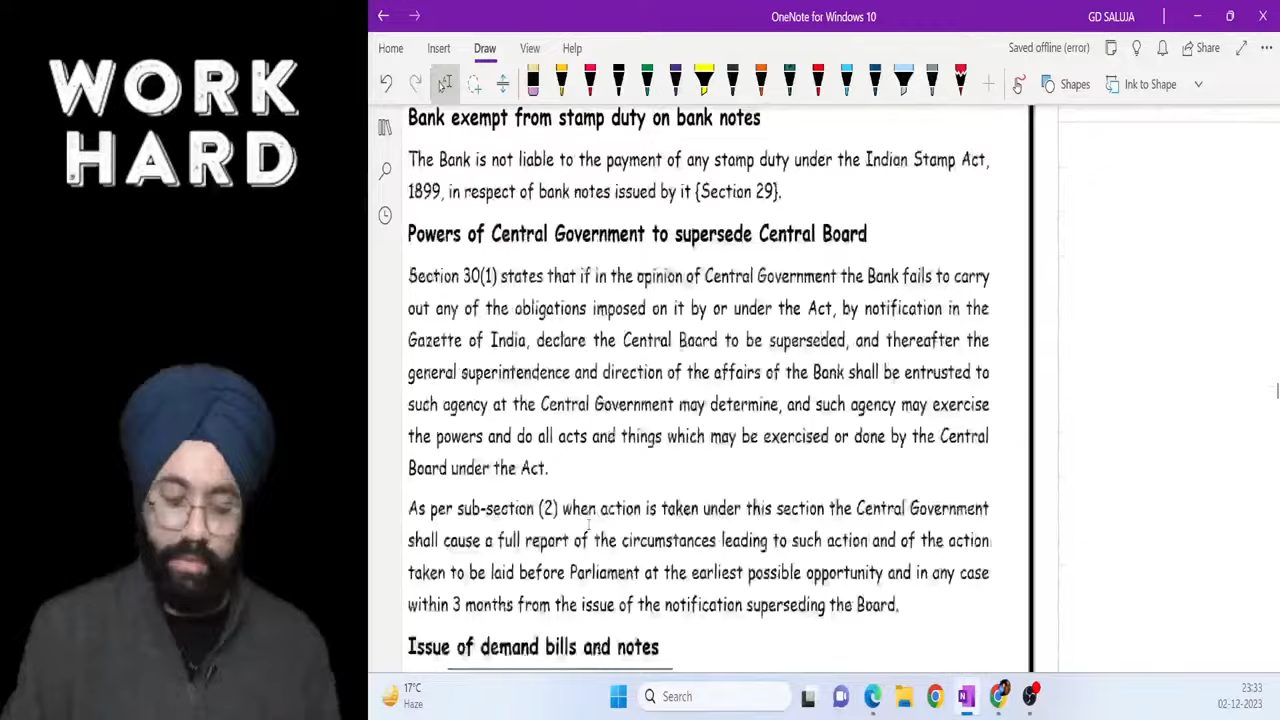 WORK
HARD
OneNote for Windows 10
GD SALUJA
Home
Insert
Draw
View
Help
Saved offline (error)
Share
Shapes
Ink to Shape
Bank exempt from stamp duty on bank notes
The Bank is not liable to the payment of any stamp duty under the Indian Stamp Act,
1899, in respect of bank notes issued by it {Section 29}.
Powers of Central Government to supersede Central Board
Section 30(1) states that if in the opinion of Central Government the Bank fails to carry
out any of the obligations imposed on it by or under the Act, by notification in the
Gazette of India, declare the Central Board to be superseded, and thereafter the
general superintendence and direction of the affairs of the Bank shall be entrusted to
such agency at the Central Government may determine, and such agency may exercise
the powers and do all acts and things which may be exercised or done by the Central
Board under the Act.
As per sub-section (2) when action is taken under this section the Central Government
shall cause a full report of the circumstances leading to such action and of the action
taken to be laid before Parliament at the earliest possible opportunity and in any case
within 3 months from the issue of the notification superseding the Board.
Issue of demand bills and notes
17°C
Haze
Search
23:33
02-12-2023